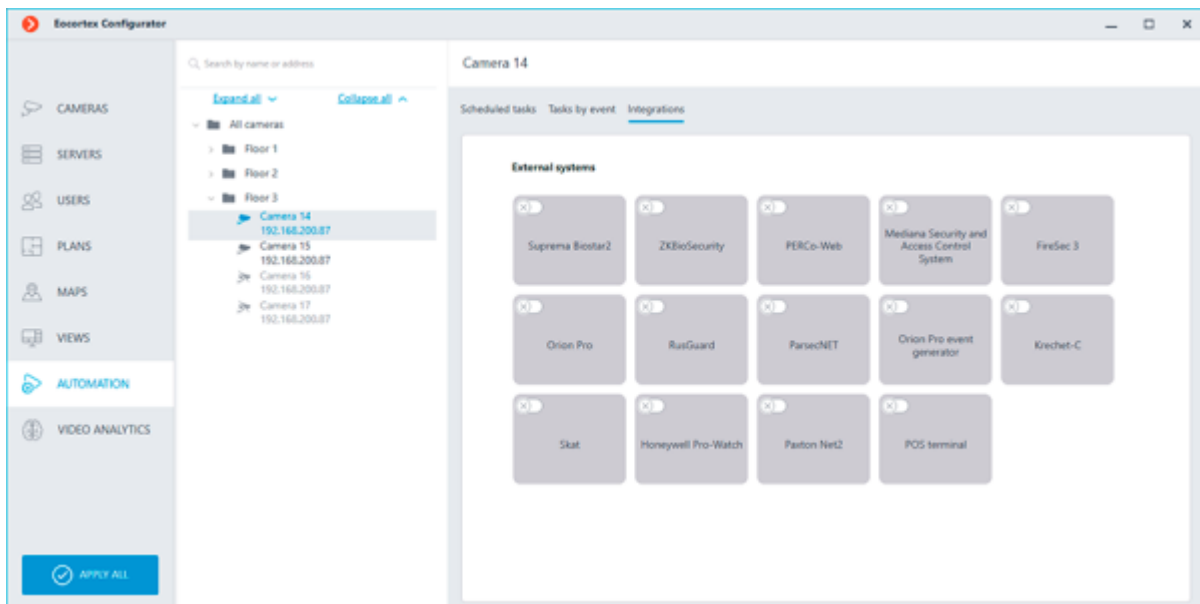 Eocortex Configurator
Search by name or address
Camera 14
Expand all
Collapse all
Scheduled tasks
Tasks by event
Integrations
CAMERAS
SERVERS
USERS
PLANS
MAPS
VIEWS
AUTOMATION
VIDEO ANALYTICS
APPLY ALL
All cameras
Floor 1
Floor 2
Floor 3
Camera 14
192.168.200.87
Camera 15
192.168.200.87
Camera 16
192.168.200.87
Camera 17
192.168.200.87
External systems
Suprema Biostar2
ZKBioSecurity
PERCo-Web
Mediana Security and
Access Control
System
FireSec 3
Orion Pro
RusGuard
ParsecNET
Orion Pro event
generator
Krechet-C
Skat
Honeywell Pro-Watch
Paxton Net2
POS terminal